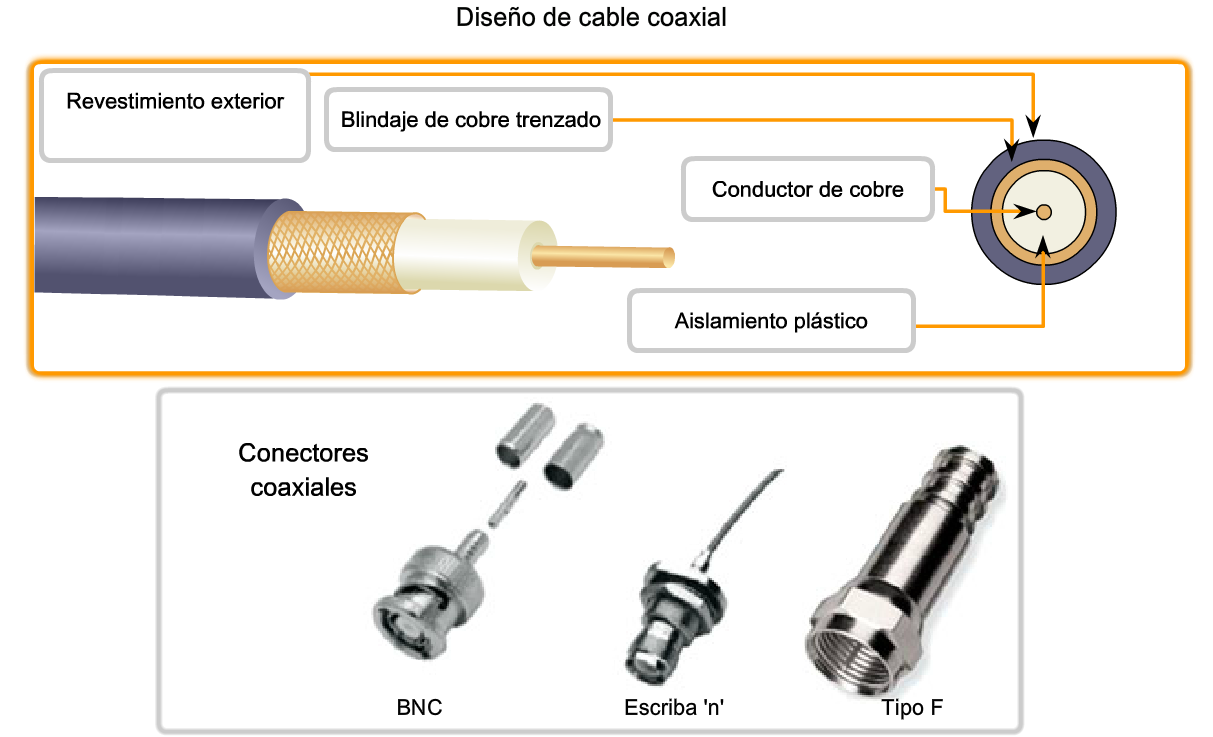 Diseño de cable coaxial
Revestimiento exterior
Blindaje de cobre trenzado
Conductor de cobre
Aislamiento plástico
Conectores
coaxiales
BNC
Escriba 'n'
Tipo F